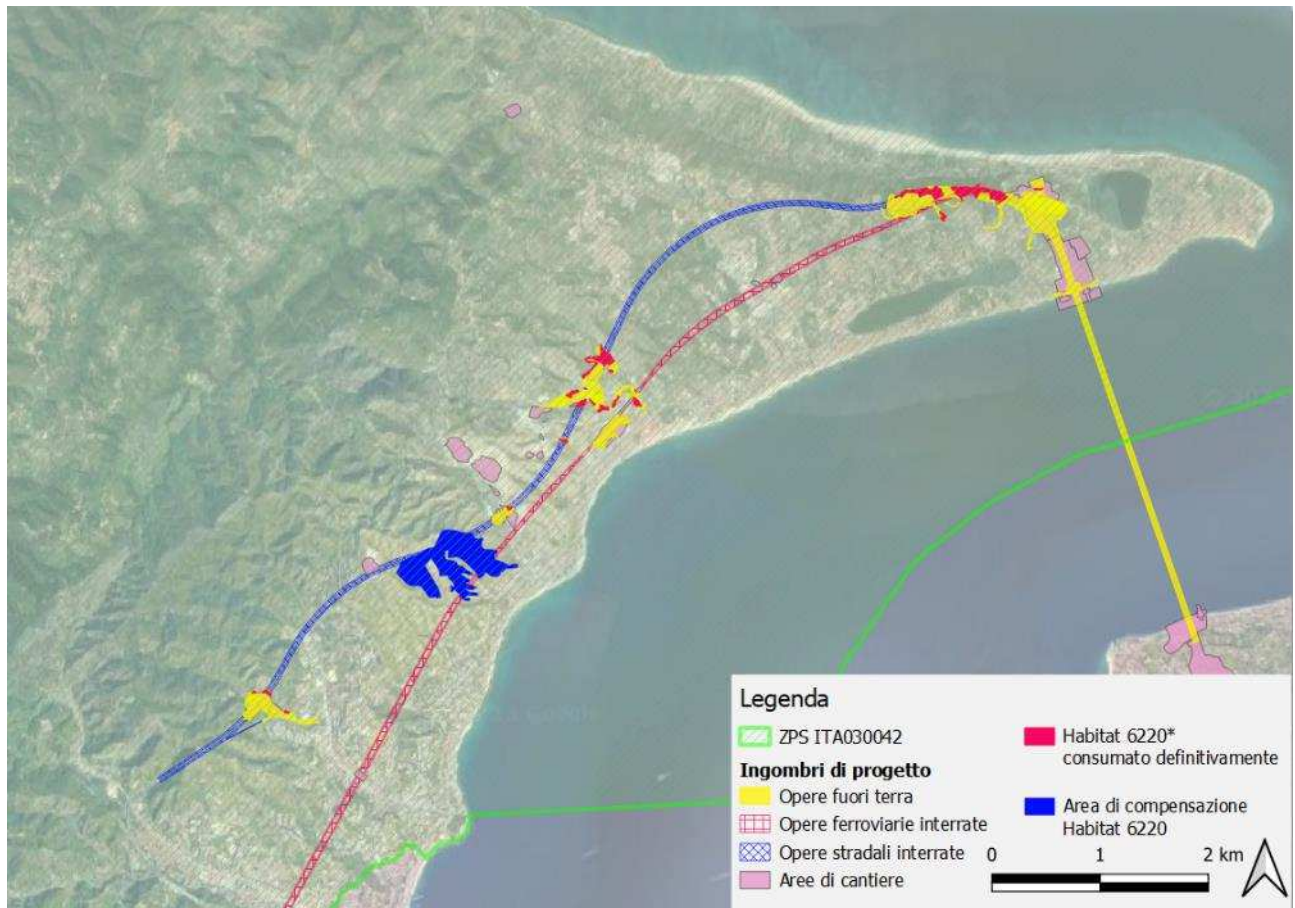 Legenda
ZPS ITA030042
Ingombri di progetto
Opere fuori terra
Opere ferroviarie interrate
Opere stradali interrate
Aree di cantiere
Habitat 6220*
consumato definitivamente
Area di compensazione
Habitat 6220
0 1 2 km